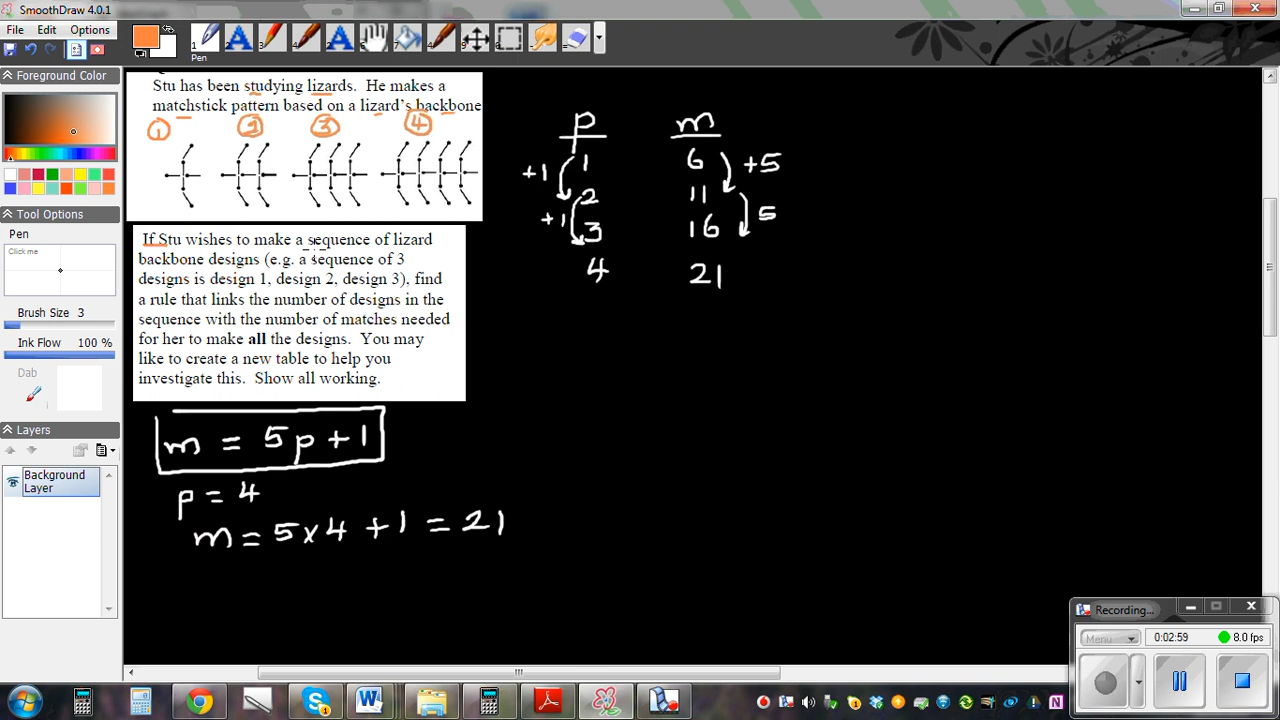 SmoothDraw 4.0.1
File Edit Options
Pen
Foreground Color
Tool Options
Pen
Click me
Brush Size 3
Ink Flow 100 %
Dab
Layers
Background
Layer
Stu has been studying lizards. He makes a
matchstick pattern based on a lizard's backbone
1 2 3 4
If Stu wishes to make a sequence of lizard
backbone designs (e.g. a sequence of 3
designs is design 1, design 2, design 3), find
a rule that links the number of designs in the
sequence with the number of matches needed
for her to make all the designs. You may
like to create a new table to help you
investigate this. Show all working.
m = 5p + 1
p = 4
m = 5 x 4 + 1 = 21
p m
+1 1 6 +5
2 11
+1 3 16 5
4 21
Recording...
Menu
0:02:59 8.0 fps